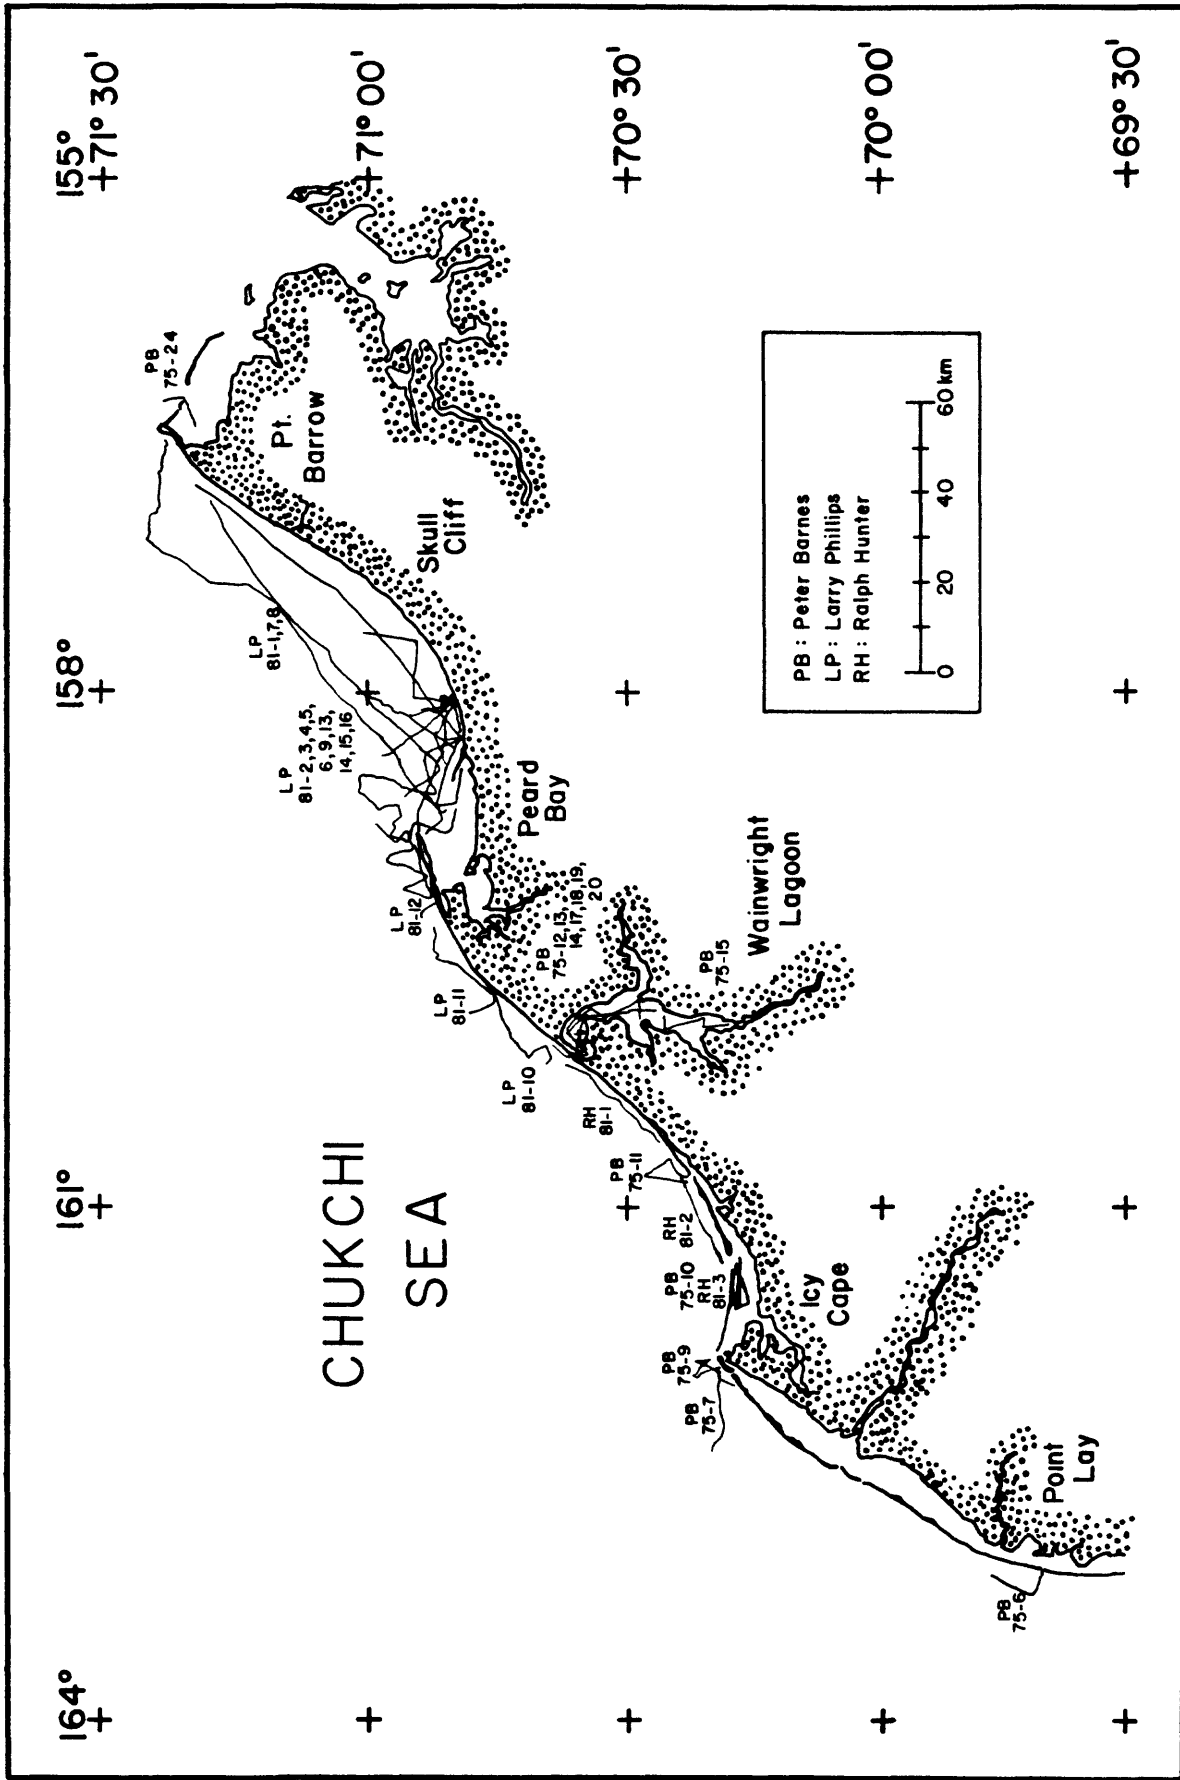 164°
161°
158°
155°
71° 30'
71° 00'
70° 30'
70° 00'
69° 30'
CHUKCHI
SEA
PB
75-24
Pt.
Barrow
LP
81-1,7,8
Skull
Cliff
LP
81-2,3,4,5,
6,9,13,
14,15,16
LP
81-12
Peard
Bay
LP
81-11
PB
75-12,13,
14,17,18,19,
20
LP
81-10
Wainwright
Lagoon
PB
75-15
RH
81-1
PB
75-11
RH
81-2
PB
75-10
RH
81-3
PB
75-9
PB
75-7
Icy
Cape
Point
Lay
PB
75-6
PB : Peter Barnes
LP : Larry Phillips
RH : Ralph Hunter
0 20 40 60 km